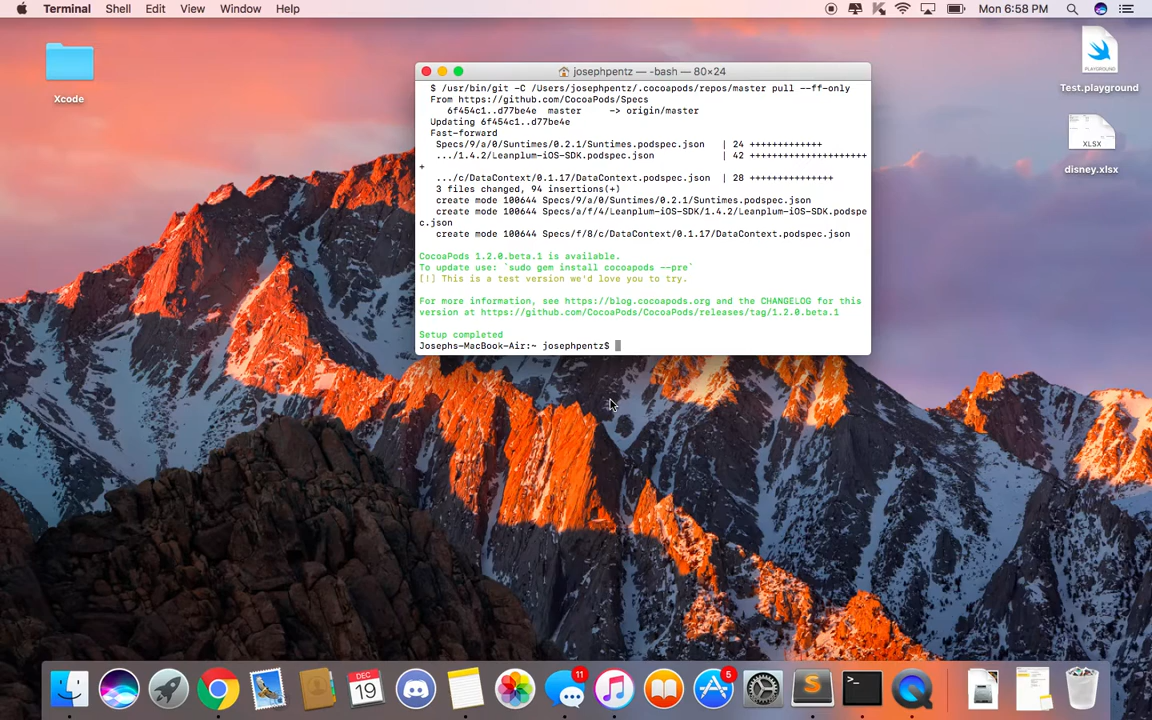 Terminal Shell Edit View Window Help Mon 6:58 PM
Xcode
PLAYGROUND
Test.playground
XLSX
disney.xlsx
josephpentz — -bash — 80×24
$ /usr/bin/git -C /Users/josephpentz/.cocoapods/repos/master pull --ff-only
From https://github.com/CocoaPods/Specs
6f454c1..d77be4e master -> origin/master
Updating 6f454c1..d77be4e
Fast-forward
Specs/9/a/0/Suntimes/0.2.1/Suntimes.podspec.json | 24 +++++++++++++
.../1.4.2/Leanplum-iOS-SDK.podspec.json | 42 +++++++++++++++++++++
+
.../c/DataContext/0.1.17/DataContext.podspec.json | 28 +++++++++++++++
3 files changed, 94 insertions(+)
create mode 100644 Specs/9/a/0/Suntimes/0.2.1/Suntimes.podspec.json
create mode 100644 Specs/a/f/4/Leanplum-iOS-SDK/1.4.2/Leanplum-iOS-SDK.podspe
c.json
create mode 100644 Specs/f/8/c/DataContext/0.1.17/DataContext.podspec.json
CocoaPods 1.2.0.beta.1 is available.
To update use: `sudo gem install cocoapods --pre`
[!] This is a test version we'd love you to try.
For more information, see https://blog.cocoapods.org and the CHANGELOG for this
version at https://github.com/CocoaPods/CocoaPods/releases/tag/1.2.0.beta.1
Setup completed
Josephs-MacBook-Air:~ josephpentz$
DEC
19
11
5